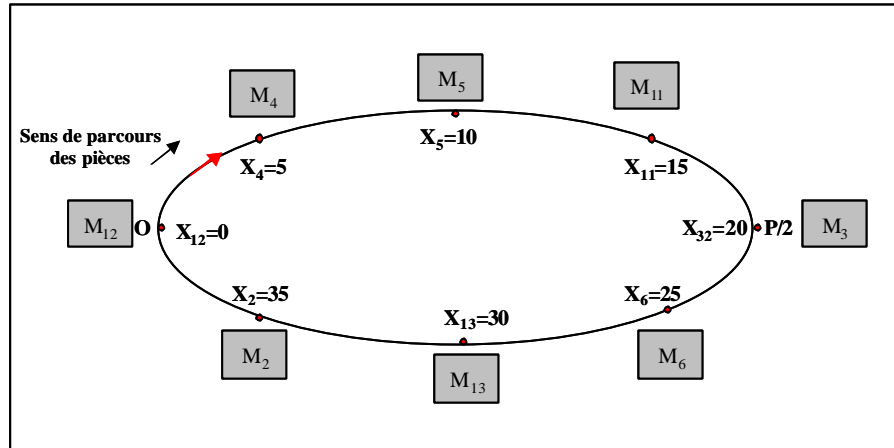 M₄
M₅
M₁₁
Sens de parcours
des pièces
X₄=5
X₅=10
X₁₁=15
M₁₂
O
X₁₂=0
X₃₂=20
P/2
M₃
X₂=35
X₁₃=30
X₆=25
M₂
M₁₃
M₆